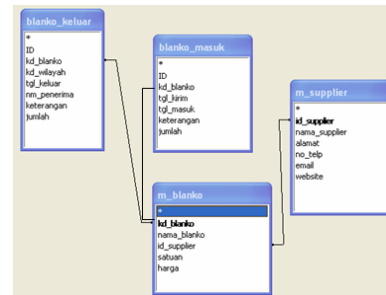 blanko_keluar
*
ID
kd_blanko
kd_wilayah
tgl_keluar
nm_penerima
keterangan
jumlah
blanko_masuk
*
ID
kd_blanko
tgl_kirim
tgl_masuk
keterangan
jumlah
m_supplier
*
id_supplier
nama_supplier
alamat
no_telp
email
website
m_blanko
*
kd_blanko
nama_blanko
id_supplier
satuan
harga